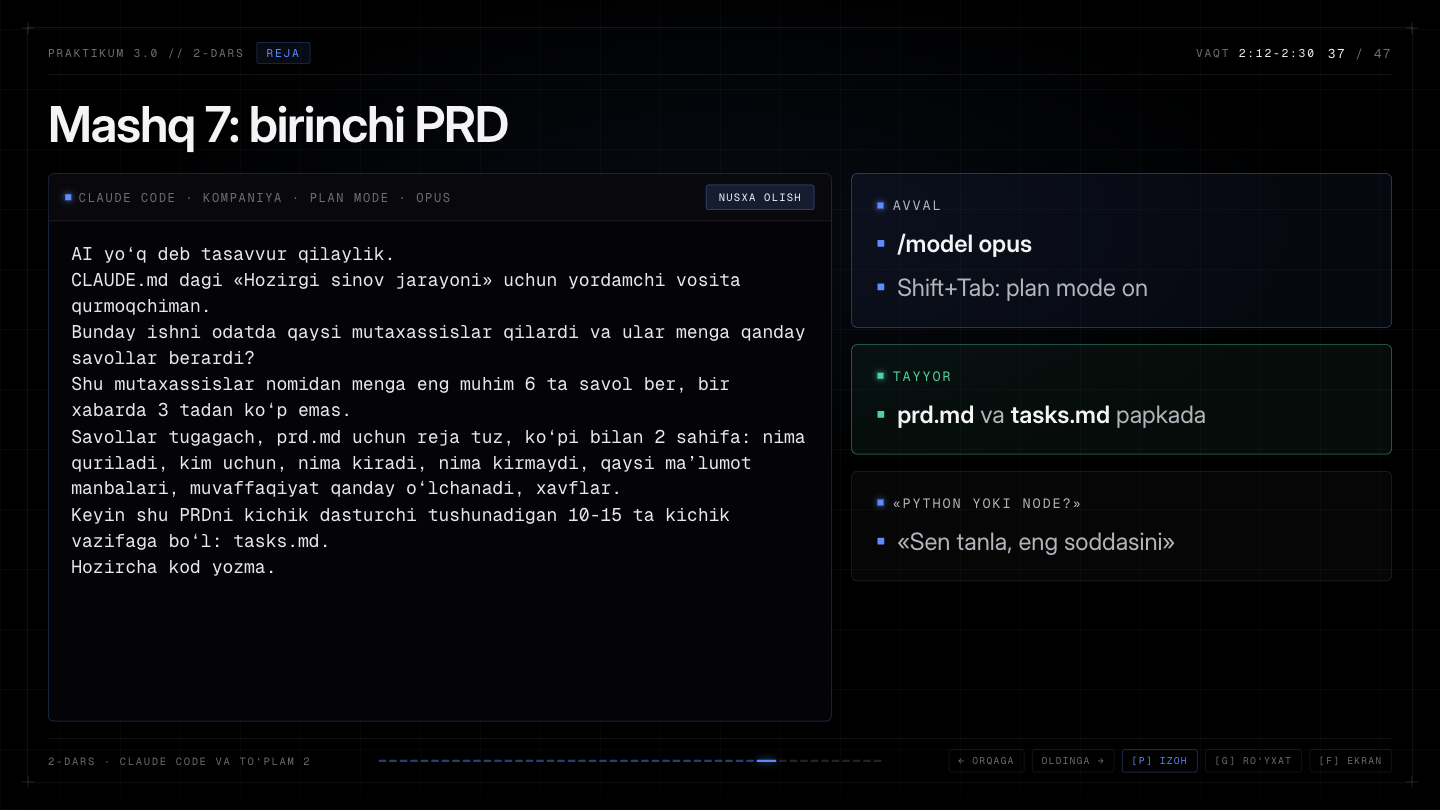 PRAKTIKUM 3.0 // 2-DARS REJA
VAQT 2:12-2:30 37 / 47
Mashq 7: birinchi PRD
CLAUDE CODE · KOMPANIYA · PLAN MODE · OPUS
NUSXA OLISH
AI yo‘q deb tasavvur qilaylik.
CLAUDE.md dagi «Hozirgi sinov jarayoni» uchun yordamchi vosita
qurmoqchiman.
Bunday ishni odatda qaysi mutaxassislar qilardi va ular menga qanday
savollar berardi?
Shu mutaxassislar nomidan menga eng muhim 6 ta savol ber, bir
xabarda 3 tadan ko‘p emas.
Savollar tugagach, prd.md uchun reja tuz, ko‘pi bilan 2 sahifa: nima
quriladi, kim uchun, nima kiradi, nima kirmaydi, qaysi ma’lumot
manbalari, muvaffaqiyat qanday o‘lchanadi, xavflar.
Keyin shu PRDni kichik dasturchi tushunadigan 10-15 ta kichik
vazifaga bo‘l: tasks.md.
Hozircha kod yozma.
AVVAL
/model opus
Shift+Tab: plan mode on
TAYYOR
prd.md va tasks.md papkada
«PYTHON YOKI NODE?»
«Sen tanla, eng soddasini»
2-DARS · CLAUDE CODE VA TO‘PLAM 2
← ORQAGA
OLDINGA →
[P] IZOH
[G] RO‘YXAT
[F] EKRAN